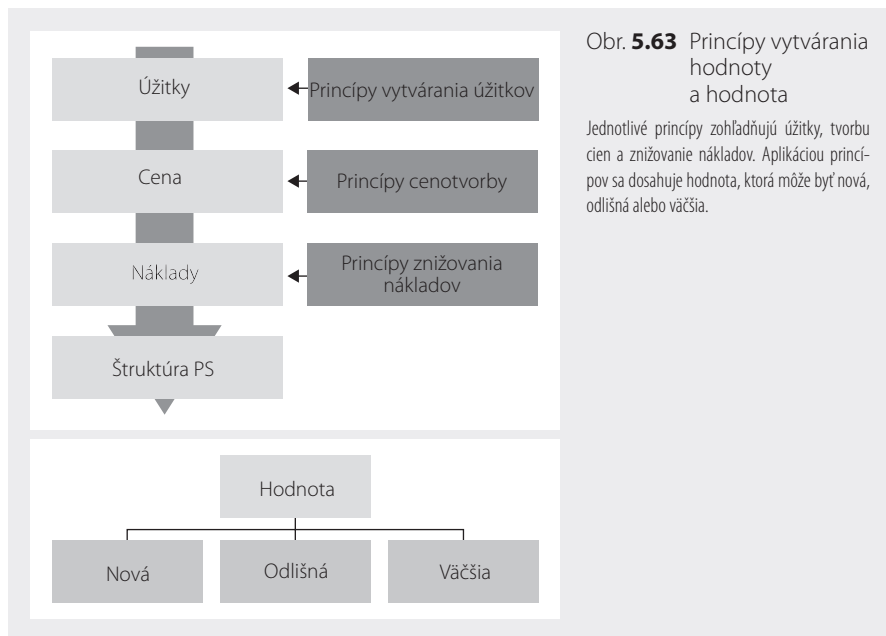 Úžitky
Princípy vytvárania úžitkov
Cena
Princípy cenotvorby
Náklady
Princípy znižovania
nákladov
Štruktúra PS
Hodnota
Nová
Odlišná
Väčšia
Obr. 5.63 Princípy vytvárania
hodnoty
a hodnota
Jednotlivé princípy zohľadňujú úžitky, tvorbu
cien a znižovanie nákladov. Aplikáciou princí-
pov sa dosahuje hodnota, ktorá môže byť nová,
odlišná alebo väčšia.